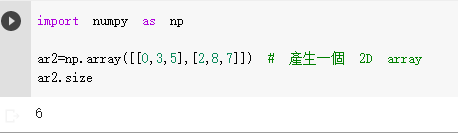 import numpy as np
ar2=np.array([[0,3,5],[2,8,7]]) # 產生一個 2D array
ar2.size
6